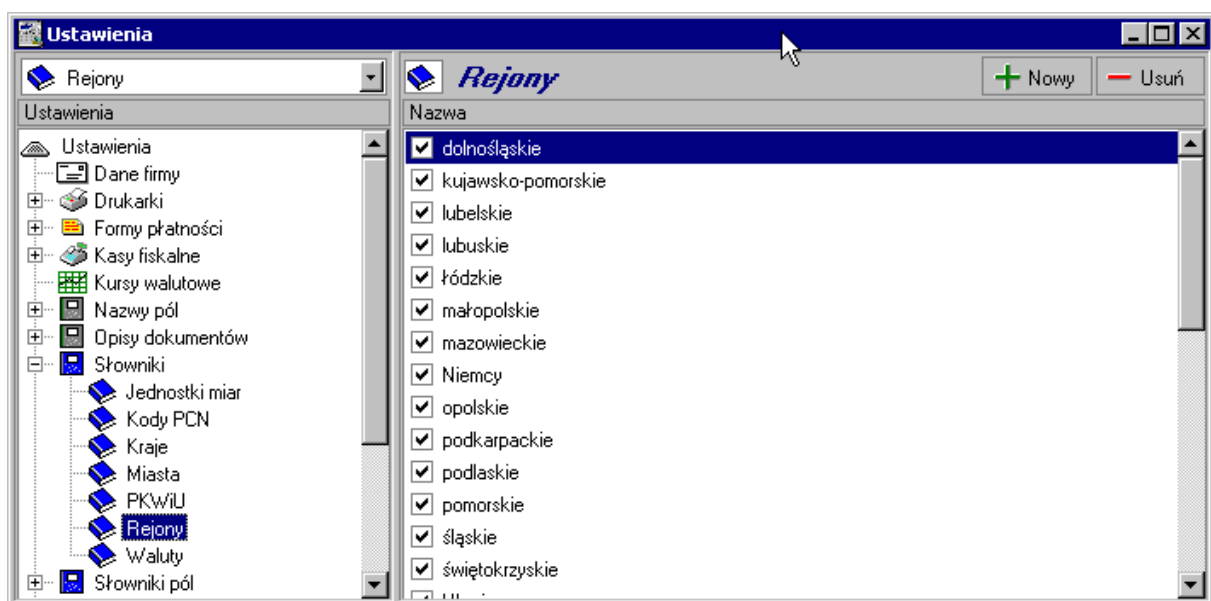 Ustawienia
Rejony
Rejony
Nowy
Usuń
Ustawienia
Nazwa
Ustawienia
Dane firmy
Drukarki
Formy płatności
Kasy fiskalne
Kursy walutowe
Nazwy pól
Opisy dokumentów
Słowniki
Jednostki miar
Kody PCN
Kraje
Miasta
PKWiU
Rejony
Waluty
Słowniki pól
dolnośląskie
kujawsko-pomorskie
lubelskie
lubuskie
łódzkie
małopolskie
mazowieckie
Niemcy
opolskie
podkarpackie
podlaskie
pomorskie
śląskie
świętokrzyskie